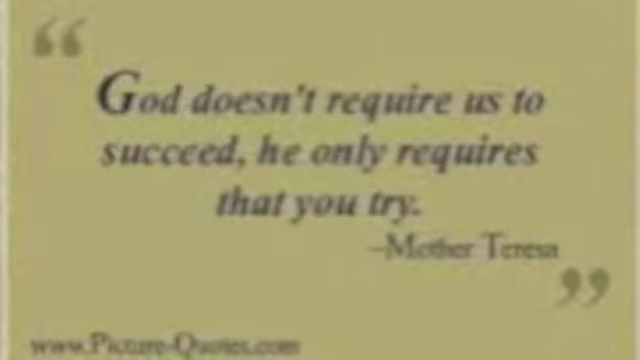 God doesn't require us to
succeed, he only requires
that you try.
–Mother Teresa
www.Picture-Quotes.com